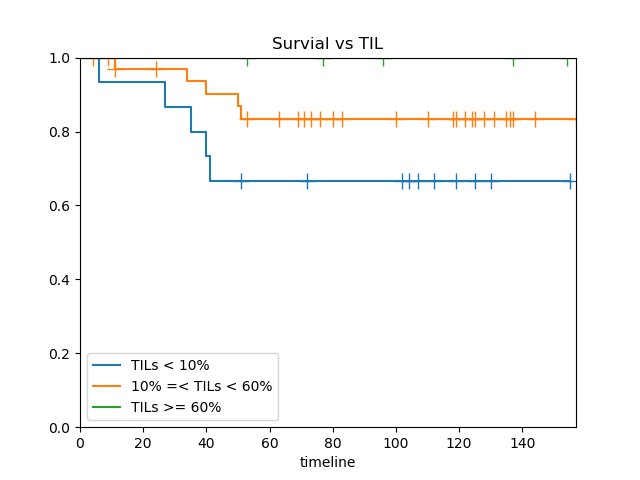 Survial vs TIL
1.0
0.8
0.6
0.4
0.2
0.0
TILs < 10%
10% =< TILs < 60%
TILs >= 60%
0 20 40 60 80 100 120 140
timeline